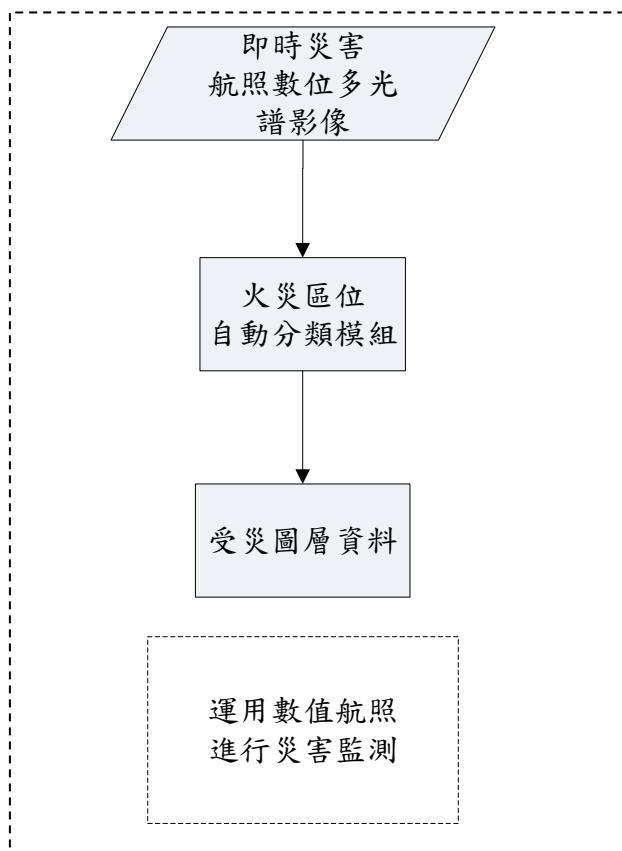 即時災害
航照數位多光
譜影像
火災區位
自動分類模組
受災圖層資料
運用數值航照
進行災害監測